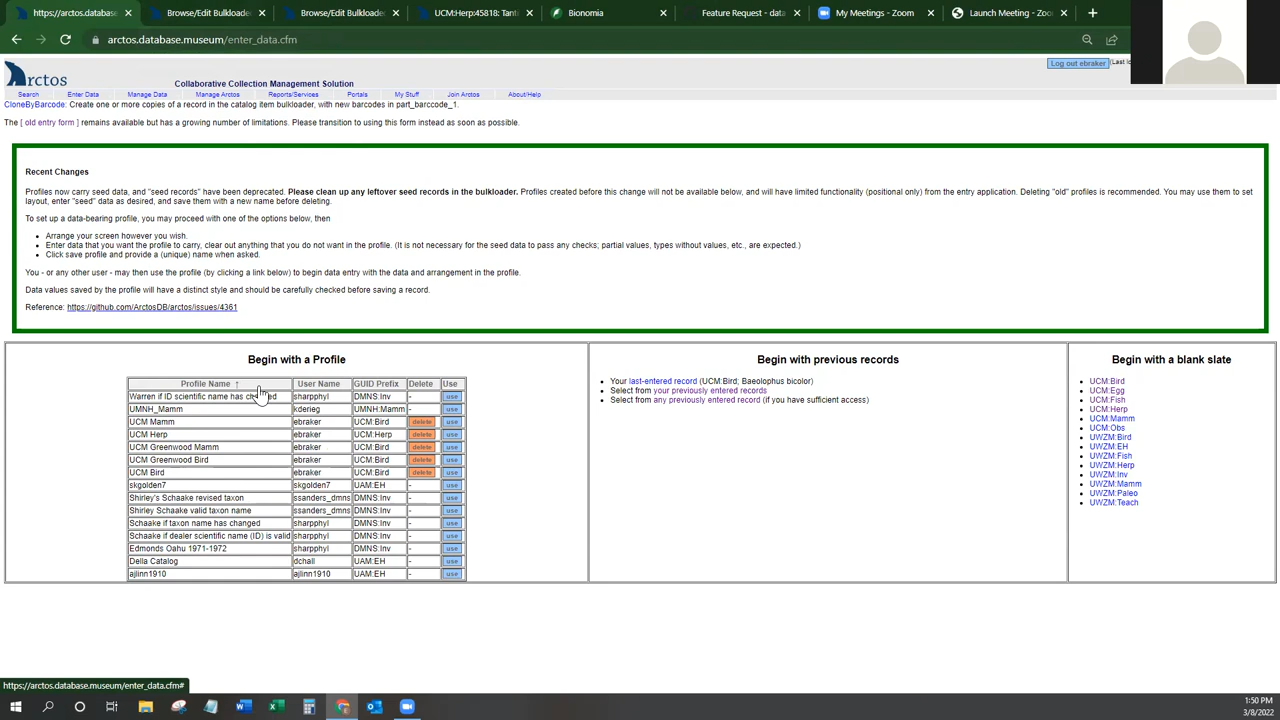 https://arctos.database
Browse/Edit Bulkloader
Browse/Edit Bulkloader
UCM:Herp:45818: Tanti
Bionomia
Feature Request - data
My Meetings - Zoom
Launch Meeting - Zoom
arctos.database.museum/enter_data.cfm
Arctos
Collaborative Collection Management Solution
Log out ebraker
(Last lo
Search
Enter Data
Manage Data
Manage Arctos
Reports/Services
Portals
My Stuff
Join Arctos
About/Help
CloneByBarcode: Create one or more copies of a record in the catalog item bulkloader, with new barcodes in part_barcode_1.
The [ old entry form ] remains available but has a growing number of limitations. Please transition to using this form instead as soon as possible.
Recent Changes
Profiles now carry seed data, and "seed records" have been deprecated. Please clean up any leftover seed records in the bulkloader. Profiles created before this change will not be available below, and will have limited functionality (positional only) from the entry application. Deleting "old" profiles is recommended. You may use them to set
layout, enter "seed" data as desired, and save them with a new name before deleting.
To set up a data-bearing profile, you may proceed with one of the options below, then
Arrange your screen however you wish.
Enter data that you want the profile to carry, clear out anything that you do not want in the profile. (It is not necessary for the seed data to pass any checks; partial values, types without values, etc., are expected.)
Click save profile and provide a (unique) name when asked.
You - or any other user - may then use the profile (by clicking a link below) to begin data entry with the data and arrangement in the profile.
Data values saved by the profile will have a distinct style and should be carefully checked before saving a record.
Reference: https://github.com/ArctosDB/arctos/issues/4361
Begin with a Profile
Profile Name ↑ User Name GUID Prefix Delete Use
Warren if ID scientific name has changed sharpphyl DMNS:Inv - use
UMNH_Mamm kderieg UMNH:Mamm - use
UCM Mamm ebraker UCM:Bird delete use
UCM Herp ebraker UCM:Herp delete use
UCM Greenwood Mamm ebraker UCM:Bird delete use
UCM Greenwood Bird ebraker UCM:Bird delete use
UCM Bird ebraker UCM:Bird delete use
skgolden7 skgolden7 UAM:EH - use
Shirley's Schaake revised taxon ssanders_dmns DMNS:Inv - use
Shirley Schaake valid taxon name ssanders_dmns DMNS:Inv - use
Schaake if taxon name has changed sharpphyl DMNS:Inv - use
Schaake if dealer scientific name (ID) is valid sharpphyl DMNS:Inv - use
Edmonds Oahu 1971-1972 sharpphyl DMNS:Inv - use
Della Catalog dchall UAM:EH - use
ajlinn1910 ajlinn1910 UAM:EH - use
Begin with previous records
Your last-entered record (UCM:Bird; Baeolophus bicolor)
Select from your previously entered records
Select from any previously entered record (if you have sufficient access)
Begin with a blank slate
UCM:Bird
UCM:Egg
UCM:Fish
UCM:Herp
UCM:Mamm
UCM:Obs
UWZM:Bird
UWZM:EH
UWZM:Fish
UWZM:Herp
UWZM:Inv
UWZM:Mamm
UWZM:Paleo
UWZM:Teach
https://arctos.database.museum/enter_data.cfm#
1:50 PM
3/8/2022